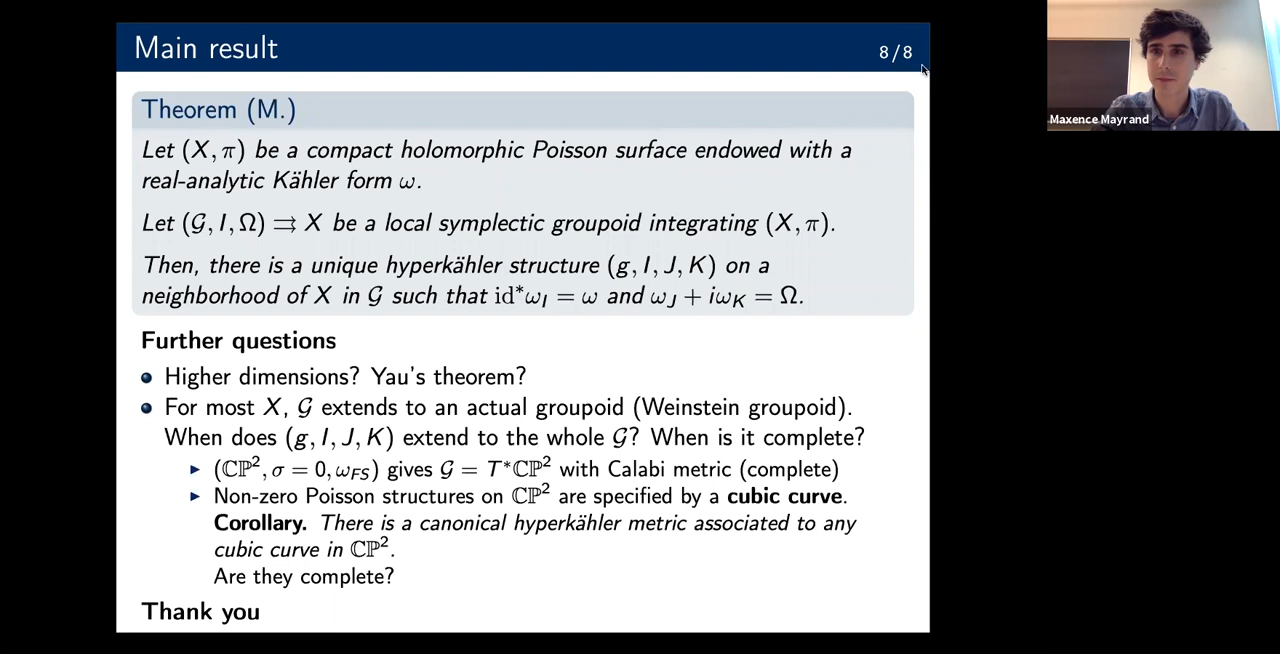 Main result
8/8
Theorem (M.)
Let (X, π) be a compact holomorphic Poisson surface endowed with a
real-analytic Kähler form ω.
Let (𝒢, I, Ω) ⇉ X be a local symplectic groupoid integrating (X, π).
Then, there is a unique hyperkähler structure (g, I, J, K) on a
neighborhood of X in 𝒢 such that id*ω_I = ω and ω_J + iω_K = Ω.
Further questions
• Higher dimensions? Yau's theorem?
• For most X, 𝒢 extends to an actual groupoid (Weinstein groupoid).
When does (g, I, J, K) extend to the whole 𝒢? When is it complete?
▶ (ℂℙ², σ = 0, ω_FS) gives 𝒢 = T*ℂℙ² with Calabi metric (complete)
▶ Non-zero Poisson structures on ℂℙ² are specified by a cubic curve.
Corollary. There is a canonical hyperkähler metric associated to any
cubic curve in ℂℙ².
Are they complete?
Thank you
Maxence Mayrand